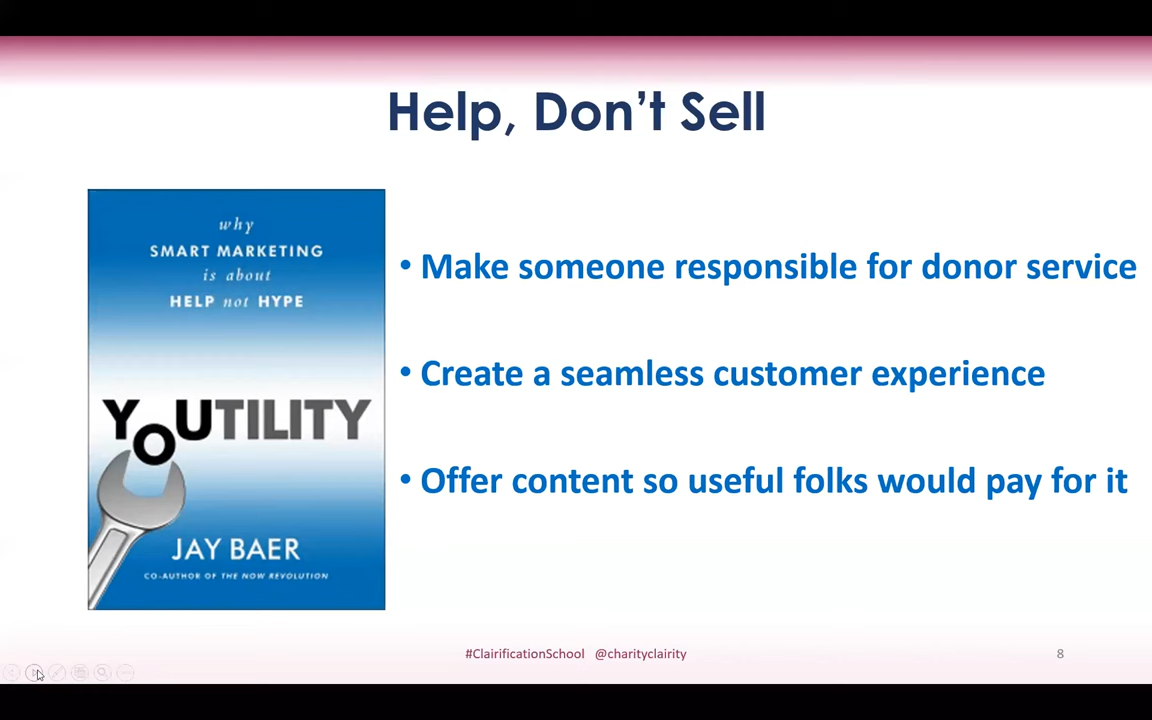 Help, Don't Sell
why
SMART MARKETING
is about
HELP not HYPE
YOUTILITY
JAY BAER
CO-AUTHOR OF THE NOW REVOLUTION
• Make someone responsible for donor service
• Create a seamless customer experience
• Offer content so useful folks would pay for it
#ClairificationSchool @charityclairity
8